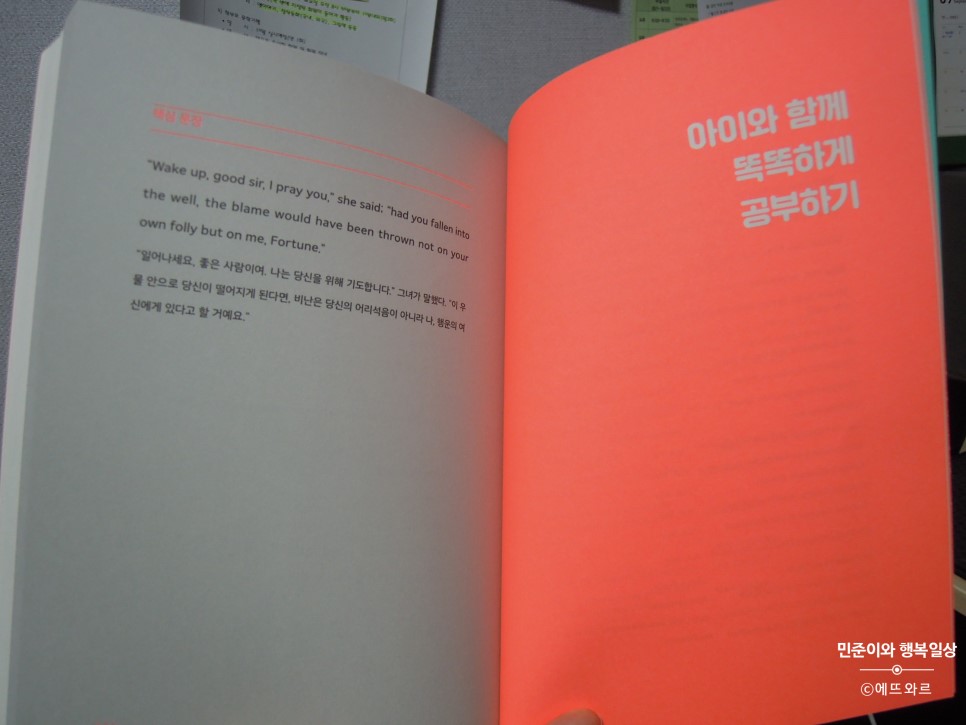 핵심 문장
"Wake up, good sir, I pray you," she said; "had you fallen into
the well, the blame would have been thrown not on your
own folly but on me, Fortune."
"일어나세요, 좋은 사람이여. 나는 당신을 위해 기도합니다." 그녀가 말했다. "이 우
물 안으로 당신이 떨어지게 된다면, 비난은 당신의 어리석음이 아니라 나, 행운의 여
신에게 있다고 할 거예요."
아이와 함께
똑똑하게
공부하기
민준이와 행복일상
ⓒ에뜨와르